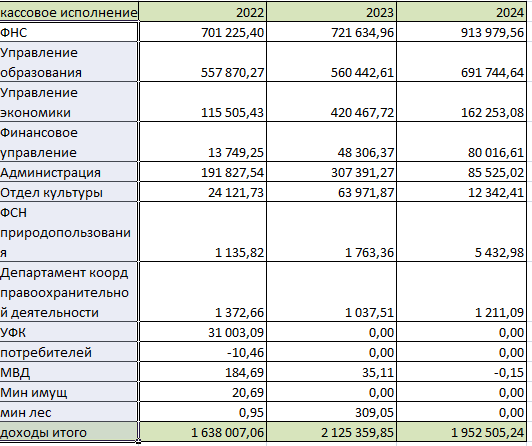 кассовое исполнение 2022 2023 2024
ФНС 701 225,40 721 634,96 913 979,56
Управление
образования 557 870,27 560 442,61 691 744,64
Управление
экономики 115 505,43 420 467,72 162 253,08
Финансовое
управление 13 749,25 48 306,37 80 016,61
Администрация 191 827,54 307 391,27 85 525,02
Отдел культуры 24 121,73 63 971,87 12 342,41
ФСН
природопользовани
я 1 135,82 1 763,36 5 432,98
Департамент коорд
правоохранительно
й деятельности 1 372,66 1 037,51 1 211,09
УФК 31 003,09 0,00 0,00
потребителей -10,46 0,00 0,00
МВД 184,69 35,11 -0,15
Мин имущ 20,69 0,00 0,00
мин лес 0,95 309,05 0,00
доходы итого 1 638 007,06 2 125 359,85 1 952 505,24